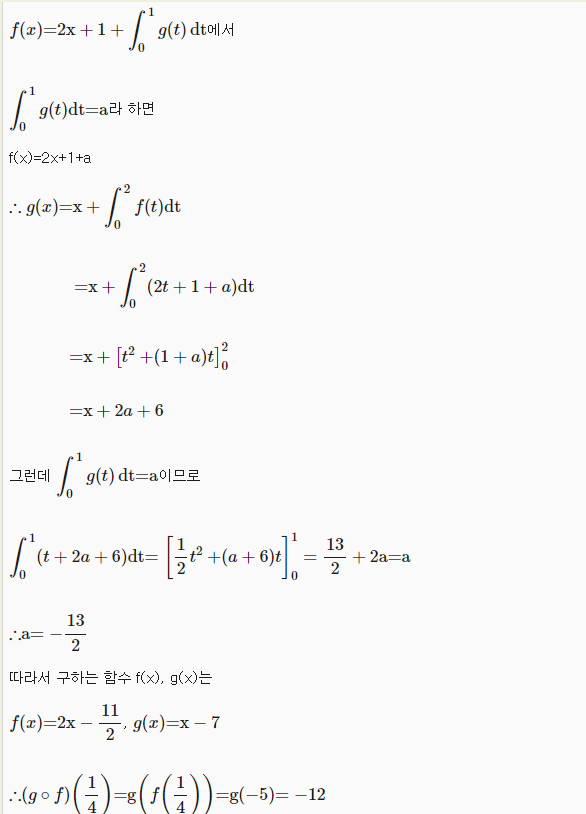 f(x)=2x + 1 + ∫₀¹ g(t) dt에서
∫₀¹ g(t)dt=a라 하면
f(x)=2x+1+a
∴ g(x)=x + ∫₀² f(t)dt
=x + ∫₀² (2t + 1 + a)dt
=x + [t² +(1 + a)t]₀²
=x + 2a + 6
그런데 ∫₀¹ g(t) dt=a이므로
∫₀¹ (t + 2a + 6)dt= [1/2 t² +(a + 6)t]₀¹ = 13/2 + 2a=a
∴a= − 13/2
따라서 구하는 함수 f(x), g(x)는
f(x)=2x − 11/2, g(x)=x − 7
∴(g ∘ f)(1/4)=g(f(1/4))=g(−5)= −12